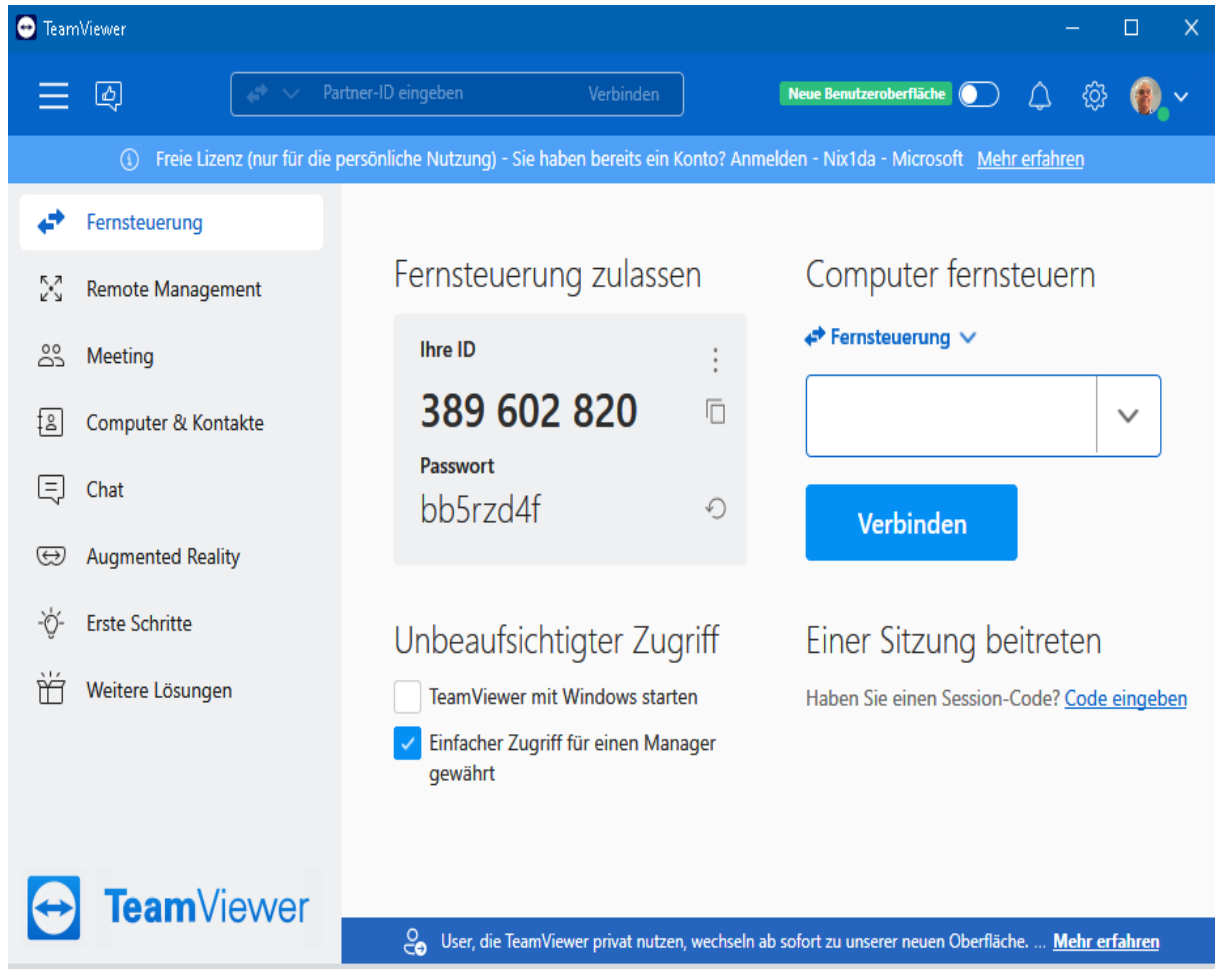 TeamViewer
Partner-ID eingeben Verbinden Neue Benutzeroberfläche
Freie Lizenz (nur für die persönliche Nutzung) - Sie haben bereits ein Konto? Anmelden - Nix1da - Microsoft Mehr erfahren
Fernsteuerung
Remote Management
Meeting
Computer & Kontakte
Chat
Augmented Reality
Erste Schritte
Weitere Lösungen
TeamViewer
Fernsteuerung zulassen
Ihre ID
389 602 820
Passwort
bb5rzd4f
Unbeaufsichtigter Zugriff
TeamViewer mit Windows starten
Einfacher Zugriff für einen Manager
gewährt
Computer fernsteuern
Fernsteuerung
Verbinden
Einer Sitzung beitreten
Haben Sie einen Session-Code? Code eingeben
User, die TeamViewer privat nutzen, wechseln ab sofort zu unserer neuen Oberfläche. ... Mehr erfahren